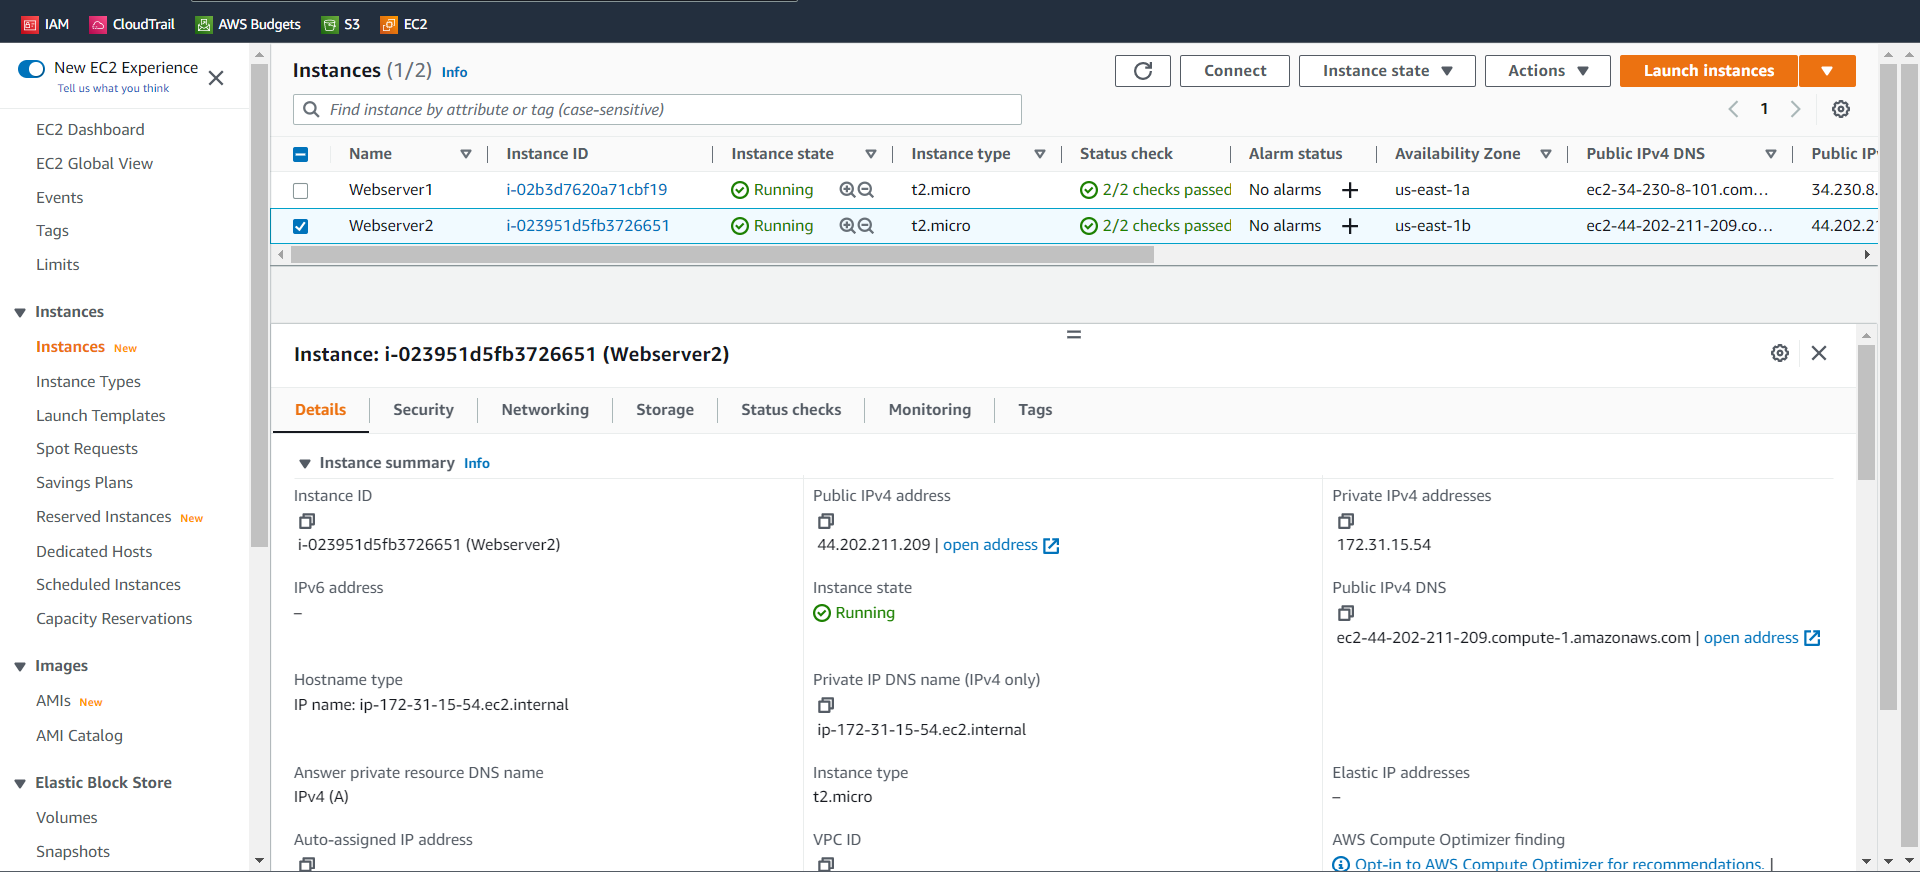 IAM CloudTrail AWS Budgets S3 EC2
New EC2 Experience
Tell us what you think
EC2 Dashboard
EC2 Global View
Events
Tags
Limits
Instances
Instances New
Instance Types
Launch Templates
Spot Requests
Savings Plans
Reserved Instances New
Dedicated Hosts
Scheduled Instances
Capacity Reservations
Images
AMIs New
AMI Catalog
Elastic Block Store
Volumes
Snapshots
Instances (1/2) Info
Connect Instance state Actions Launch instances
Find instance by attribute or tag (case-sensitive)
1
Name Instance ID Instance state Instance type Status check Alarm status Availability Zone Public IPv4 DNS Public IP
Webserver1 i-02b3d7620a71cbf19 Running t2.micro 2/2 checks passed No alarms us-east-1a ec2-34-230-8-101.com... 34.230.8.
Webserver2 i-023951d5fb3726651 Running t2.micro 2/2 checks passed No alarms us-east-1b ec2-44-202-211-209.co... 44.202.2
Instance: i-023951d5fb3726651 (Webserver2)
Details Security Networking Storage Status checks Monitoring Tags
Instance summary Info
Instance ID
i-023951d5fb3726651 (Webserver2)
Public IPv4 address
44.202.211.209 | open address
Private IPv4 addresses
172.31.15.54
IPv6 address
–
Instance state
Running
Public IPv4 DNS
ec2-44-202-211-209.compute-1.amazonaws.com | open address
Hostname type
IP name: ip-172-31-15-54.ec2.internal
Private IP DNS name (IPv4 only)
ip-172-31-15-54.ec2.internal
Answer private resource DNS name
IPv4 (A)
Instance type
t2.micro
Elastic IP addresses
–
Auto-assigned IP address
VPC ID
AWS Compute Optimizer finding
Opt-in to AWS Compute Optimizer for recommendations. |